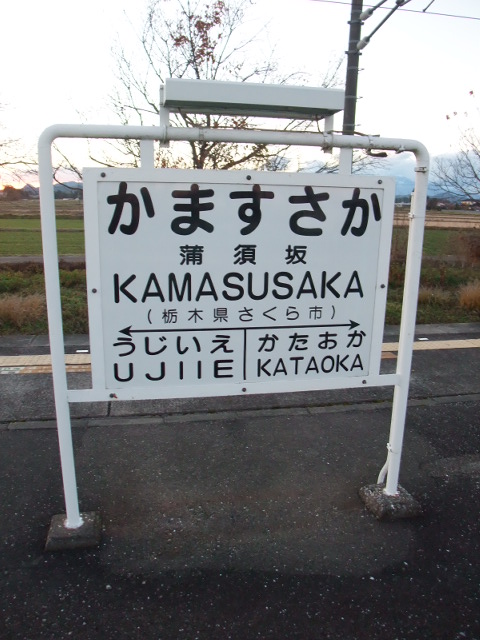 かますさか
蒲須坂
KAMASUSAKA
(栃木県さくら市)
うじいえ かたおか
UJIIE KATAOKA